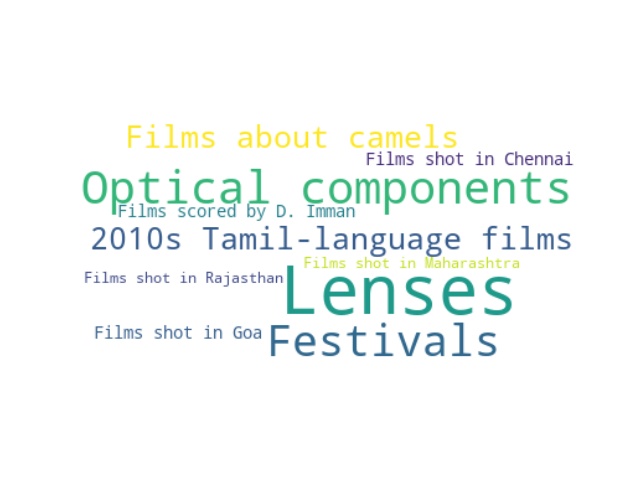 Films about camels
Films shot in Chennai
Optical components
Films scored by D. Imman
2010s Tamil-language films
Films shot in Maharashtra
Films shot in Rajasthan
Lenses
Films shot in Goa
Festivals